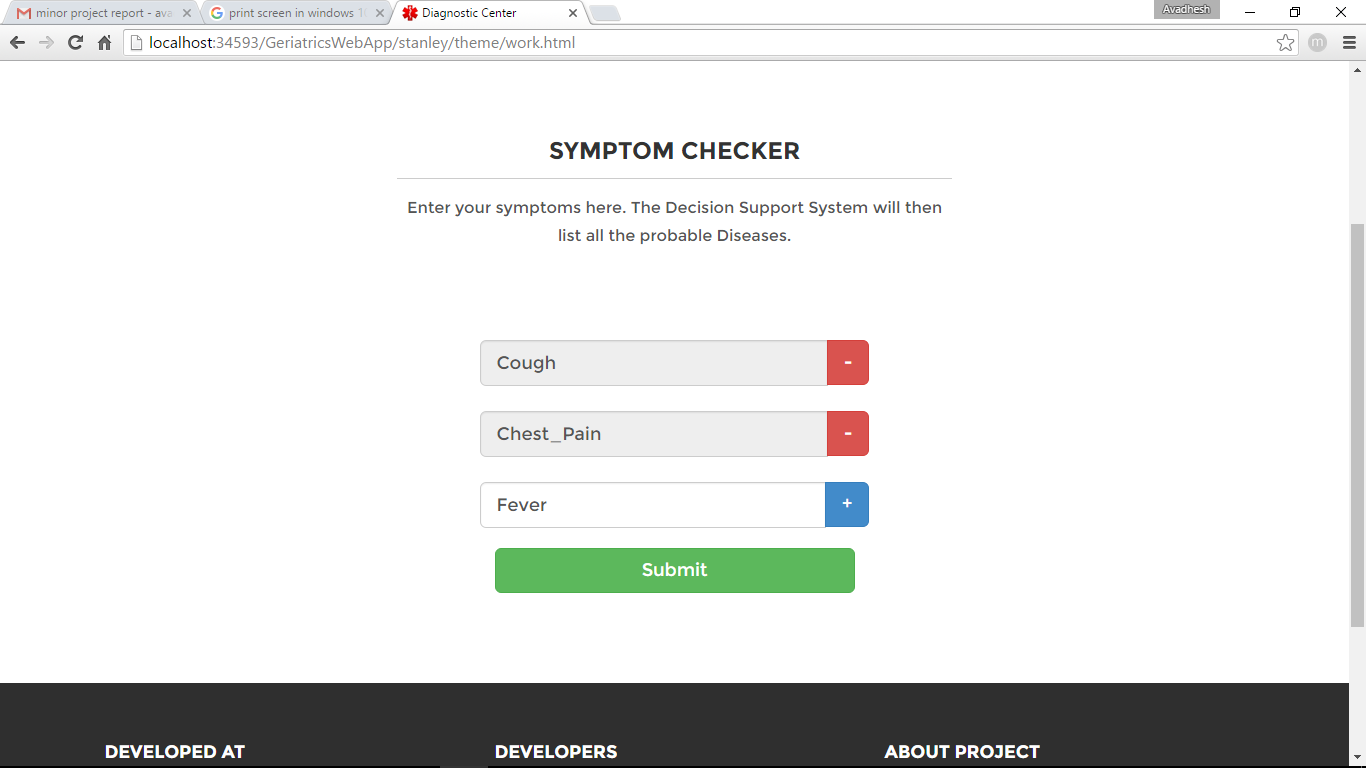 minor project report - ava
print screen in windows 1
Diagnostic Center
Avadhesh
localhost:34593/GeriatricsWebApp/stanley/theme/work.html
m
SYMPTOM CHECKER
Enter your symptoms here. The Decision Support System will then
list all the probable Diseases.
Cough -
Chest_Pain -
Fever +
Submit
DEVELOPED AT DEVELOPERS ABOUT PROJECT